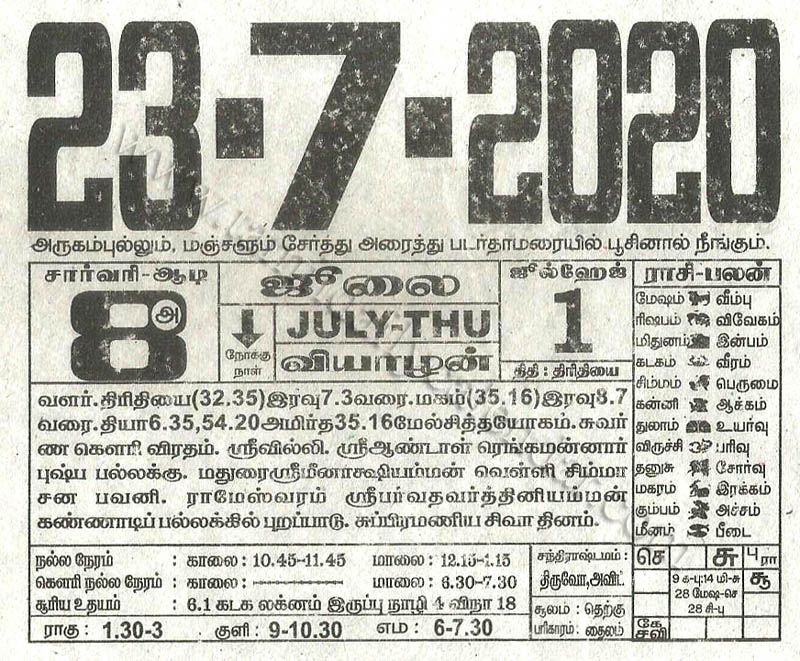 23-7-2020
அருகம்புல்லும், மஞ்சளும் சேர்த்து அரைத்து படர்தாமரையில் பூசினால் நீங்கும்.
சார்வரி-ஆடி
8 அ
ஜூலை
நோக்கு நாள்
JULY-THU
வியாழன்
ஜுல்ஹேஜ்
1
திதி : திரிதியை
ராசி-பலன்
மேஷம் வீம்பு
ரிஷபம் விவேகம்
மிதுனம் இன்பம்
கடகம் வீரம்
சிம்மம் பெருமை
கன்னி ஆக்கம்
துலாம் உயர்வு
விருச்சி பரிவு
தனுசு சோர்வு
மகரம் இரக்கம்
கும்பம் அச்சம்
மீனம் பீடை
வளர்.திரிதியை(32.35)இரவு7.3வரை.மகம்(35.16)இரவு8.7
வரை.தியா6.35,54.20அமிர்த35.16மேல்சித்தயோகம்.சுவர்
ண கௌரி விரதம். ஸ்ரீவில்லி. ஸ்ரீஆண்டாள் ரெங்கமன்னார்
புஷ்ப பல்லக்கு. மதுரைஸ்ரீமீனாக்ஷியம்மன் வெள்ளி சிம்மா
சன பவனி. ராமேஸ்வரம் ஸ்ரீபர்வதவர்த்தினியம்மன்
கண்ணாடிப் பல்லக்கில் புறப்பாடு. சுப்பிரமணிய சிவா தினம்.
நல்ல நேரம் : காலை: 10.45-11.45 மாலை: 12.15-1.15
கௌரி நல்ல நேரம் : காலை: ---------- மாலை: 6.30-7.30
சூரிய உதயம் : 6.1 கடக லக்னம் இருப்பு நாழி 4 விநா 18
ராகு : 1.30-3 குளி : 9-10.30 எம : 6-7.30
சந்திராஷ்டமம் :
திருவோ,அவிட்
சூலம் : தெற்கு
பரிகாரம் : தைலம்
செ சு பு ரா
9 க-பு:14 மி-சு
28 மேஷ-செ
28 சி-பு
சூ
கே
சவி